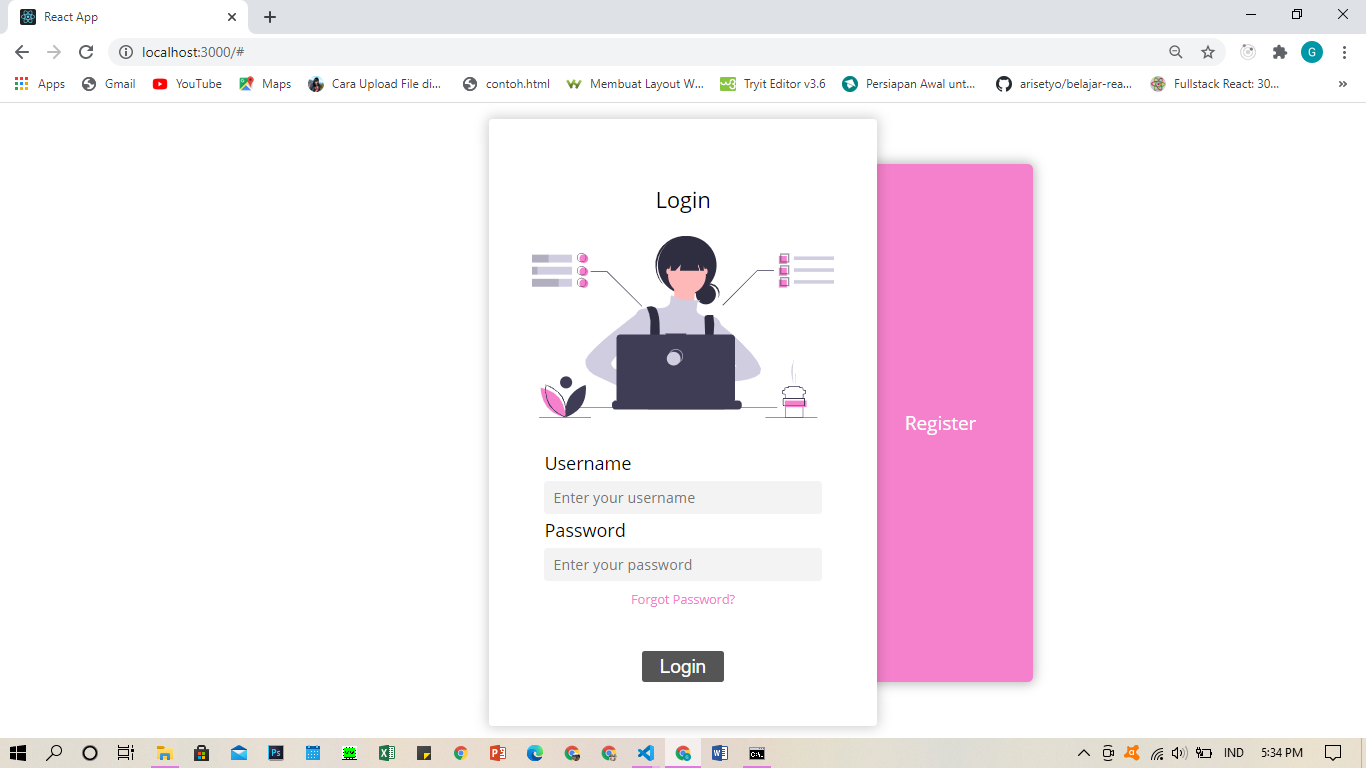 React App
localhost:3000/#
G
Apps Gmail YouTube Maps Cara Upload File di... contoh.html Membuat Layout W... Tryit Editor v3.6 Persiapan Awal unt... arisetyo/belajar-rea... Fullstack React: 30... »
Login
Register
Username
Enter your username
Password
Enter your password
Forgot Password?
Login
IND 5:34 PM